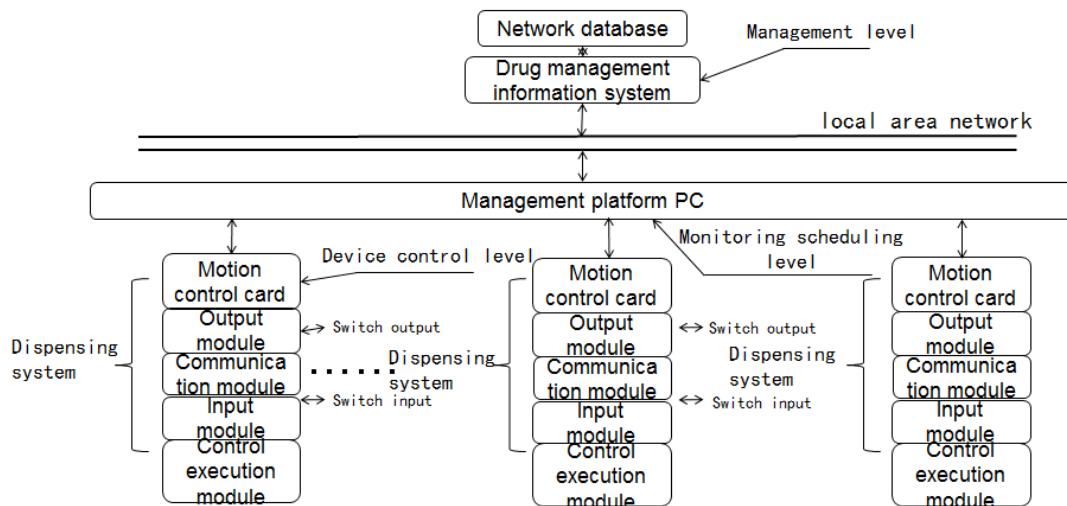 Network database
Management level
Drug management
information system
local area network
Management platform PC
Device control level
Monitoring scheduling
level
Motion
control card
Output
module
Communica
tion module
Input
module
Control
execution
module
Dispensing
system
Switch output
Switch input
Motion
control card
Output
module
Communica
tion module
Input
module
Control
execution
module
Dispensing
system
Switch output
Switch input
Motion
control card
Output
module
Communica
tion module
Input
module
Control
execution
module
Dispensing
system